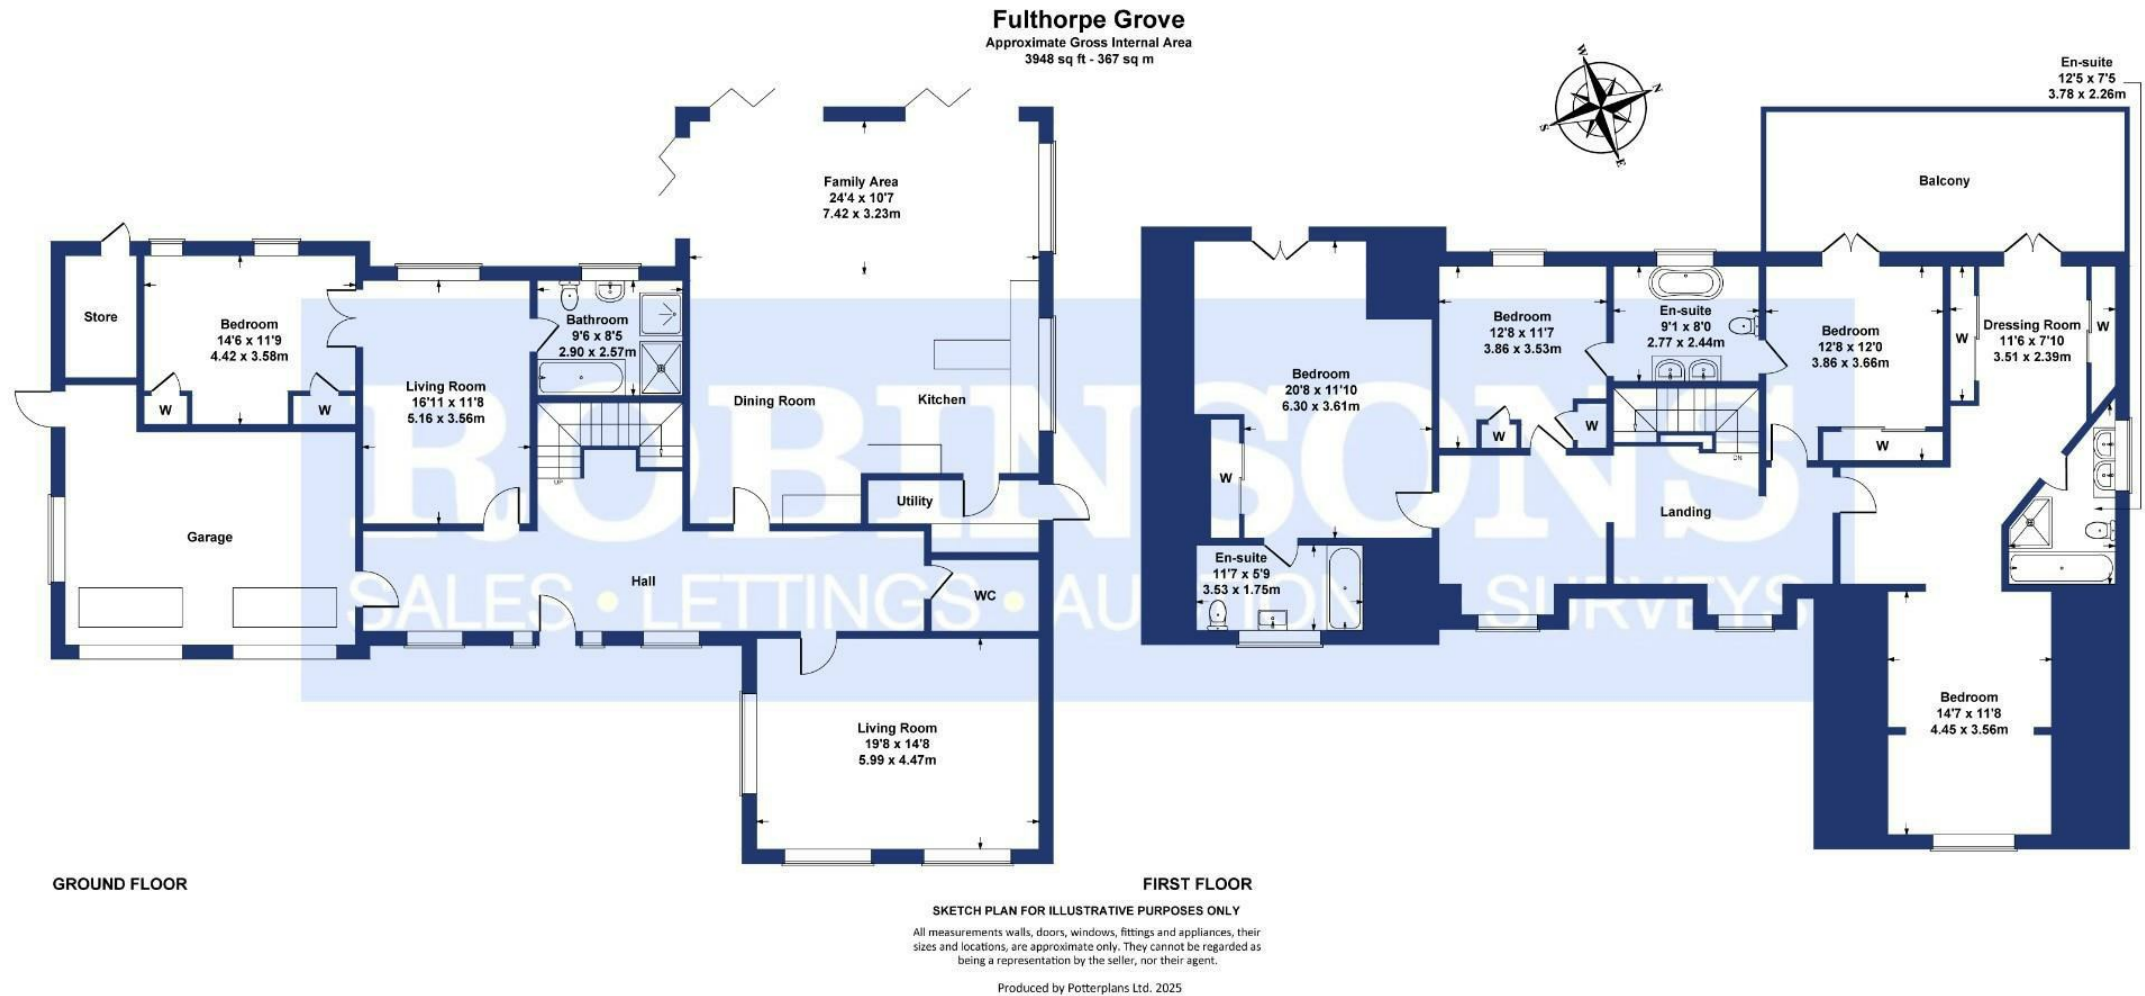 Fulthorpe Grove
Approximate Gross Internal Area
3948 sq ft - 367 sq m
W
N
S
E
En-suite
12'5 x 7'5
3.78 x 2.26m
Family Area
24'4 x 10'7
7.42 x 3.23m
Balcony
Store
Bedroom
14'6 x 11'9
4.42 x 3.58m
W
W
Living Room
16'11 x 11'8
5.16 x 3.56m
Bathroom
9'6 x 8'5
2.90 x 2.57m
UP
Dining Room
Kitchen
Utility
Garage
Hall
WC
Living Room
19'8 x 14'8
5.99 x 4.47m
Bedroom
20'8 x 11'10
6.30 x 3.61m
W
En-suite
11'7 x 5'9
3.53 x 1.75m
Bedroom
12'8 x 11'7
3.86 x 3.53m
W
W
En-suite
9'1 x 8'0
2.77 x 2.44m
DN
Landing
Bedroom
12'8 x 12'0
3.86 x 3.66m
W
W
Dressing Room
11'6 x 7'10
3.51 x 2.39m
W
Bedroom
14'7 x 11'8
4.45 x 3.56m
ROBINSONS
SALES • LETTINGS • AUCTIONS SURVEYS
GROUND FLOOR
FIRST FLOOR
SKETCH PLAN FOR ILLUSTRATIVE PURPOSES ONLY
All measurements walls, doors, windows, fittings and appliances, their
sizes and locations, are approximate only. They cannot be regarded as
being a representation by the seller, nor their agent.
Produced by Potterplans Ltd. 2025